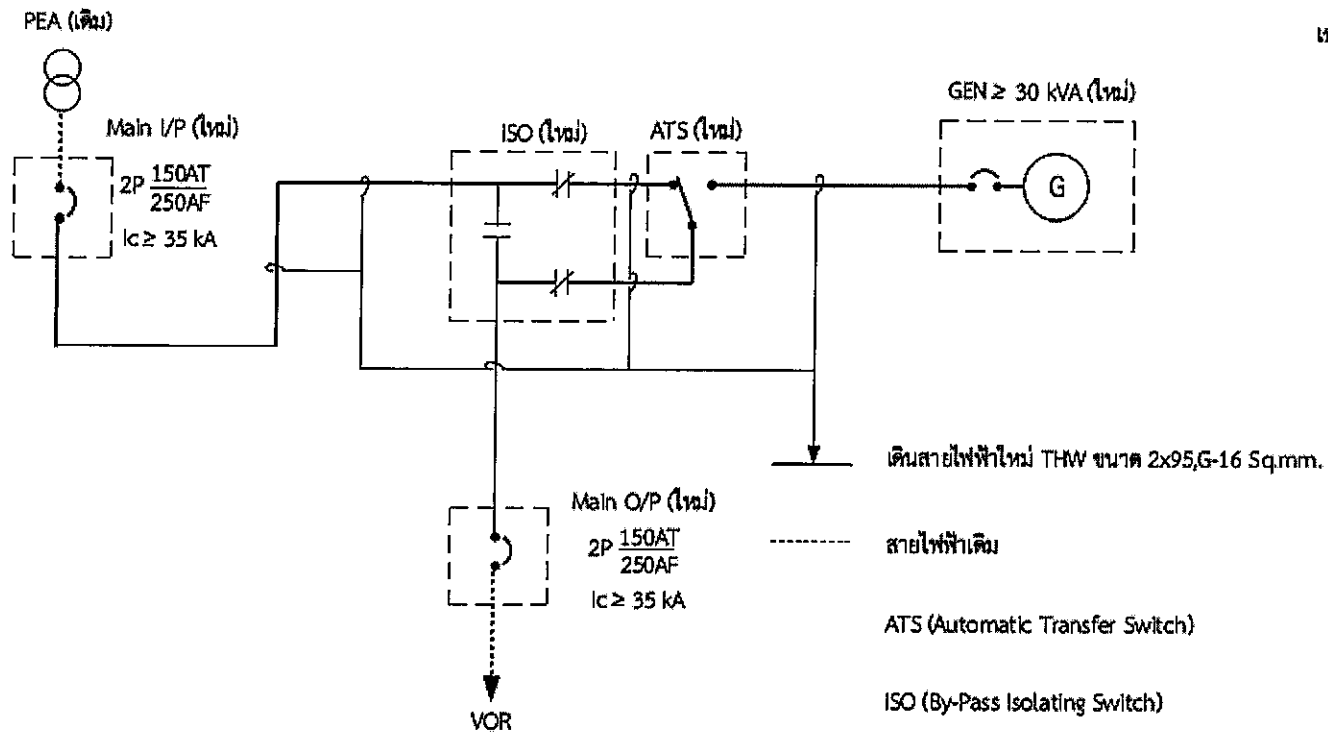 PEA (เดิม)
GEN ≥ 30 kVA (ใหม่)
Main I/P (ใหม่)
ISO (ใหม่)
ATS (ใหม่)
2P 150AT
250AF
Ic ≥ 35 kA
G
เดินสายไฟฟ้าใหม่ THW ขนาด 2x95,G-16 Sq.mm.
Main O/P (ใหม่)
2P 150AT
250AF
Ic ≥ 35 kA
สายไฟฟ้าเดิม
ATS (Automatic Transfer Switch)
ISO (By-Pass Isolating Switch)
VOR